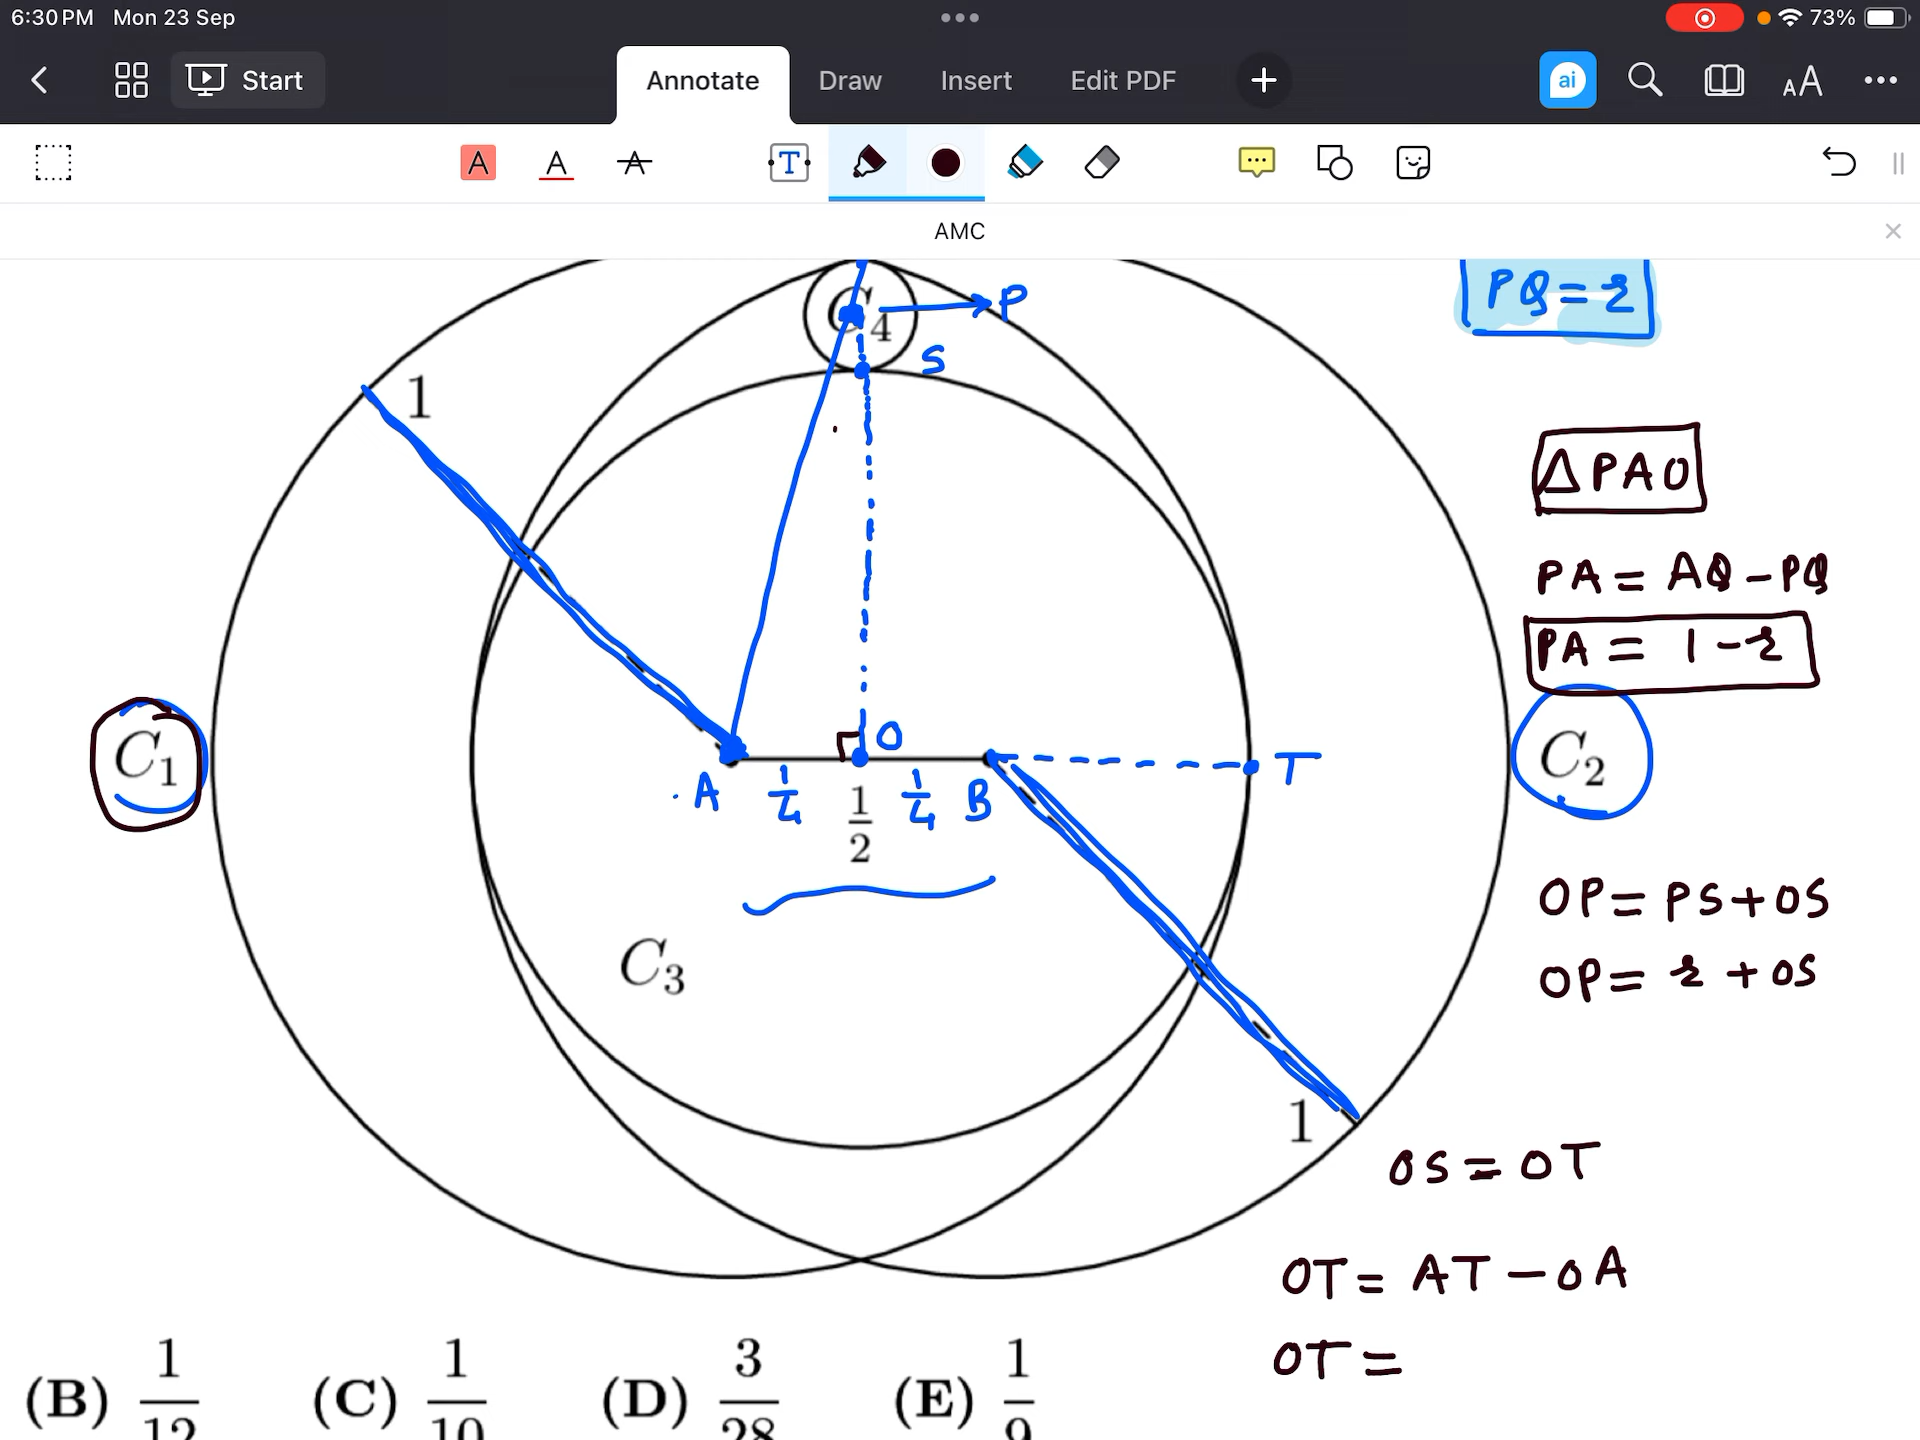 6:30 PM Mon 23 Sep
73%
Start
Annotate
Draw
Insert
Edit PDF
ai
AA
A A A T
AMC
PQ = r
C4
P
S
1
△PAO
PA = AQ - PQ
PA = 1 - r
C1
C2
O
T
A 1/4 1/4 B
1/2
OP = PS + OS
C3
OP = r + OS
1
OS = OT
OT = AT - OA
OT =
(B) 1/12 (C) 1/10 (D) 3/28 (E) 1/9